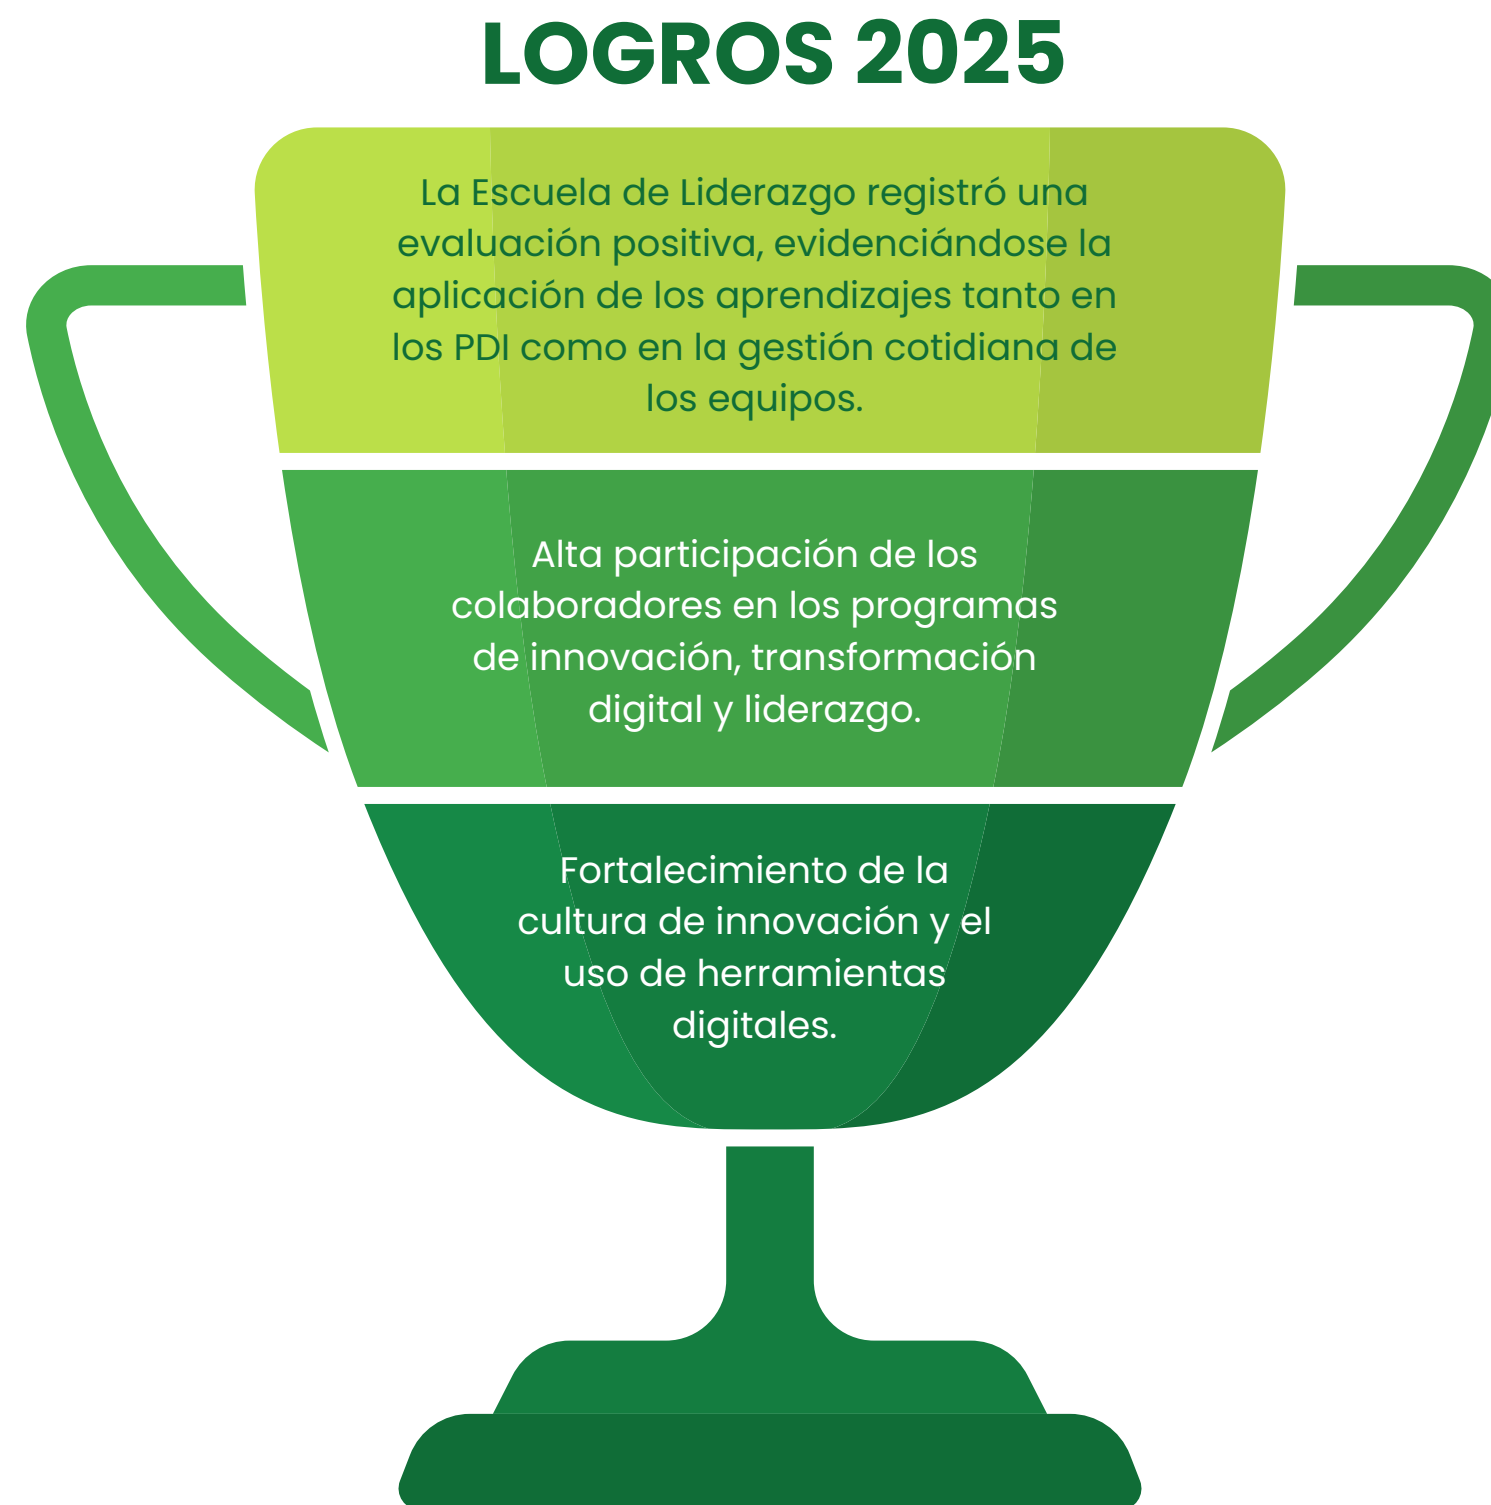 LOGROS 2025
La Escuela de Liderazgo registró una
evaluación positiva, evidenciándose la
aplicación de los aprendizajes tanto en
los PDI como en la gestión cotidiana de
los equipos.
Alta participación de los
colaboradores en los programas
de innovación, transformación
digital y liderazgo.
Fortalecimiento de la
cultura de innovación y el
uso de herramientas
digitales.